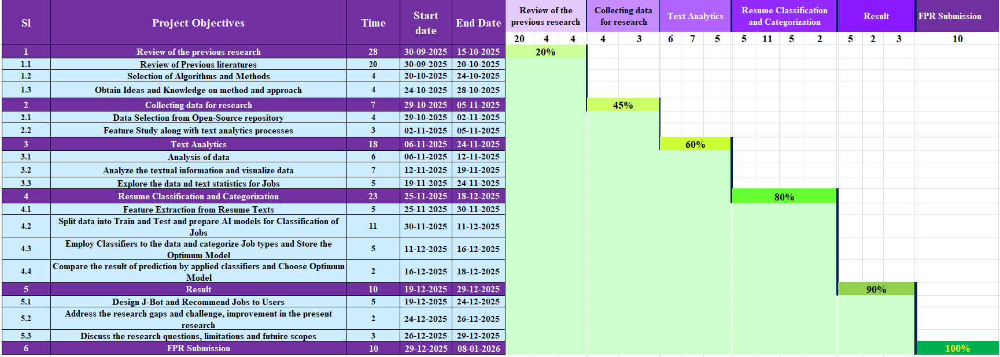 Sl Project Objectives Time Start date End Date Review of the previous research Collecting data for research Text Analytics Resume Classification and Categorization Result FPR Submission
20 4 4 4 3 6 7 5 5 11 5 2 5 2 3 10
1 Review of the previous research 28 30-09-2025 15-10-2025 20%
1.1 Review of Previous literatures 20 30-09-2025 20-10-2025
1.2 Selection of Algorithms and Methods 4 20-10-2025 24-10-2025
1.3 Obtain Ideas and Knowledge on method and approach 4 24-10-2025 28-10-2025
2 Collecting data for research 7 29-10-2025 05-11-2025 45%
2.1 Data Selection from Open-Source repository 4 29-10-2025 02-11-2025
2.2 Feature Study along with text analytics processes 3 02-11-2025 05-11-2025
3 Text Analytics 18 06-11-2025 24-11-2025 60%
3.1 Analysis of data 6 06-11-2025 12-11-2025
3.2 Analyze the textual information and visualize data 7 12-11-2025 19-11-2025
3.3 Explore the data nd text statistics for Jobs 5 19-11-2025 24-11-2025
4 Resume Classification and Categorization 23 25-11-2025 18-12-2025 80%
4.1 Feature Extraction from Resume Texts 5 25-11-2025 30-11-2025
4.2 Split data into Train and Test and prepare AI models for Classification of Jobs 11 30-11-2025 11-12-2025
4.3 Employ Classifiers to the data and categorize Job types and Store the Optimum Model 5 11-12-2025 16-12-2025
4.4 Compare the result of prediction by applied classifiers and Choose Optimum Model 2 16-12-2025 18-12-2025
5 Result 10 19-12-2025 29-12-2025 90%
5.1 Design J-Bot and Recommend Jobs to Users 5 19-12-2025 24-12-2025
5.2 Address the research gaps and challenge, improvement in the present research 2 24-12-2025 26-12-2025
5.3 Discuss the research questions, limitations and futuire scopes 3 26-12-2025 29-12-2025
6 FPR Submission 10 29-12-2025 08-01-2026 100%